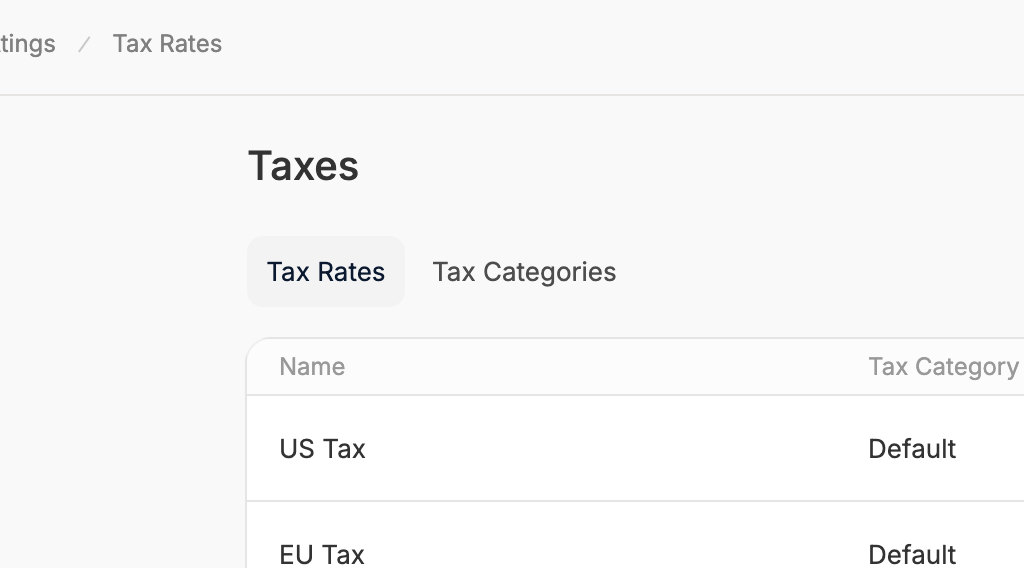 tings / Tax Rates
Taxes
Tax Rates Tax Categories
Name Tax Category
US Tax Default
EU Tax Default